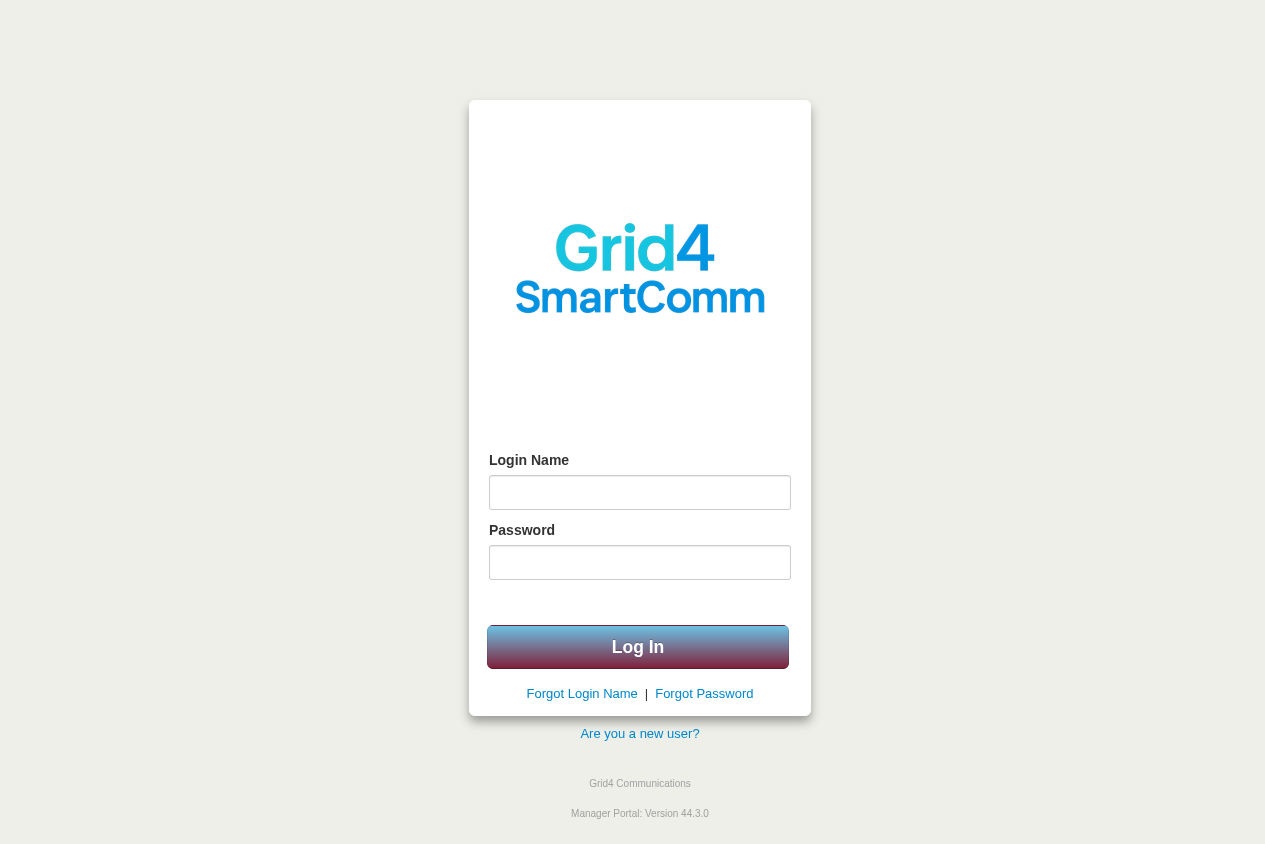 Grid4
SmartComm
Login Name
Password
Log In
Forgot Login Name | Forgot Password
Are you a new user?
Grid4 Communications
Manager Portal: Version 44.3.0